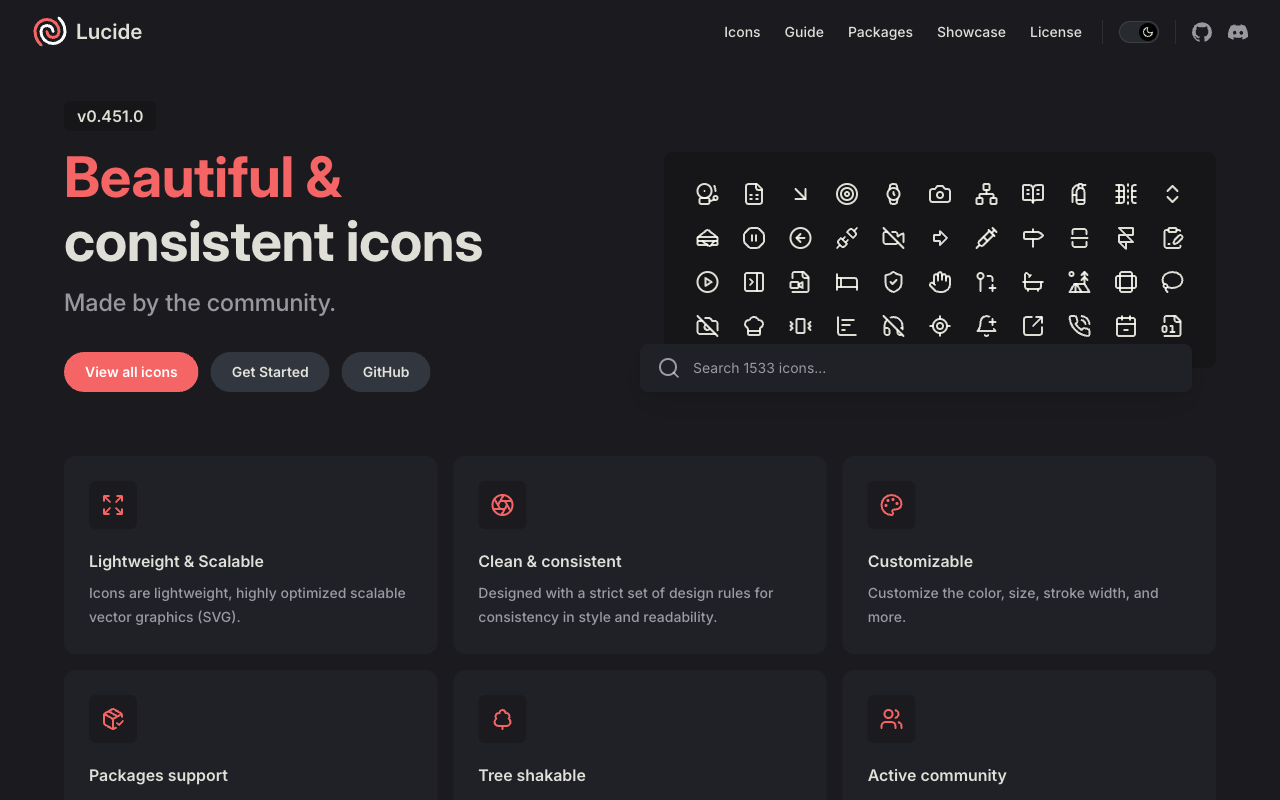 Lucide
Icons
Guide
Packages
Showcase
License
v0.451.0
Beautiful &
consistent icons
Made by the community.
View all icons
Get Started
GitHub
Search 1533 icons...
Lightweight & Scalable
Icons are lightweight, highly optimized scalable
vector graphics (SVG).
Clean & consistent
Designed with a strict set of design rules for
consistency in style and readability.
Customizable
Customize the color, size, stroke width, and
more.
Packages support
Tree shakable
Active community